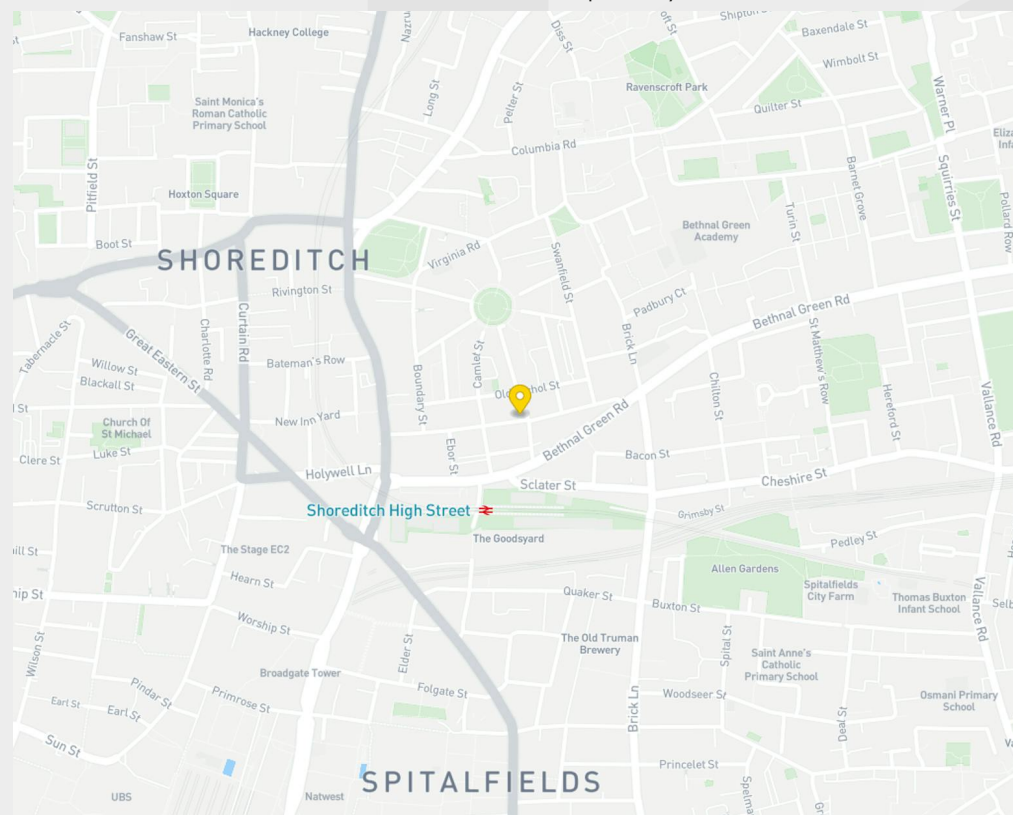 Shipton
Baxendale St
Fanshaw St
Hackney College
Diss St
Wimbolt St
Long St
Pelter St
Ravenscroft Park
Warner Pl
Saint Monica's
Roman Catholic
Primary School
Quilter St
Columbia Rd
Pitfield St
Hoxton Square
Barnet Grove
Squirries St
Pollard Row
Turin St
Bethnal Green
Academy
Boot St
SHOREDITCH
Virginia Rd
Swanfield St
Rivington St
Padbury Ct
Bethnal Green Rd
Tabernacle St
Great Eastern St
Charlotte Rd
Curtain Rd
Brick Ln
St Matthew's Row
Willow St
Bateman's Row
Camlet St
Blackall St
Boundary St
Chilton St
Hereford St
Vallance Rd
New Inn Yard
Church Of
St Michael
Bethnal Green Rd
Luke St
Clere St
Ebor St
Bacon St
Holywell Ln
Sclater St
Cheshire St
Scrutton St
Shoreditch High Street
Grimsby St
The Goodsyard
Pedley St
The Stage EC2
Allen Gardens
Spitalfields
City Farm
Hearn St
Quaker St
Buxton St
Thomas Buxton
Infant School
Vallance Rd
Worship St
Wilson St
Elder St
The Old Truman
Brewery
Spital St
Saint Anne's
Catholic
Primary School
Broadgate Tower
Pindar St
Primrose St
Folgate St
Woodseer St
Osmani Primary
School
Earl St
Earl St
Brick Ln
Deal St
Sun St
Princelet St
SPITALFIELDS
UBS
Natwest